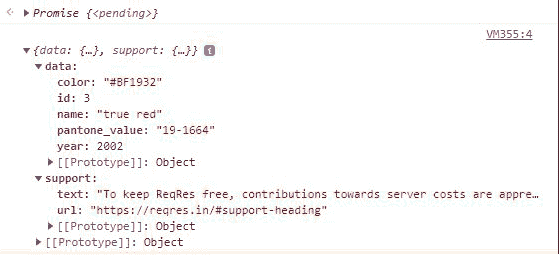 Promise {<pending>}
VM355:4
{data: {…}, support: {…}} i
data:
color: "#BF1932"
id: 3
name: "true red"
pantone_value: "19-1664"
year: 2002
[[Prototype]]: Object
support:
text: "To keep ReqRes free, contributions towards server costs are appre…
url: "https://reqres.in/#support-heading"
[[Prototype]]: Object
[[Prototype]]: Object